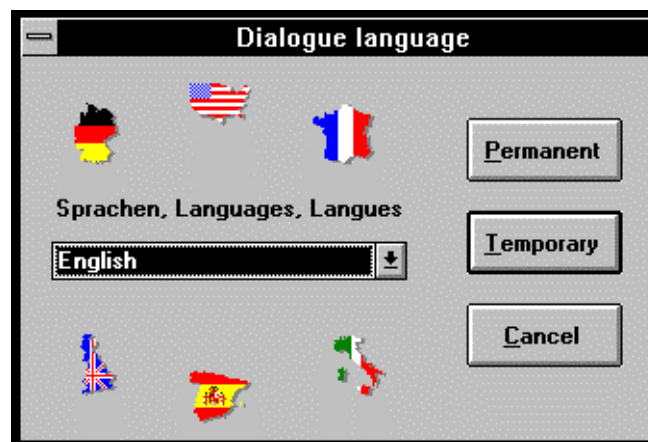 Dialogue language
Permanent
Sprachen, Languages, Langues
Temporary
English
Cancel